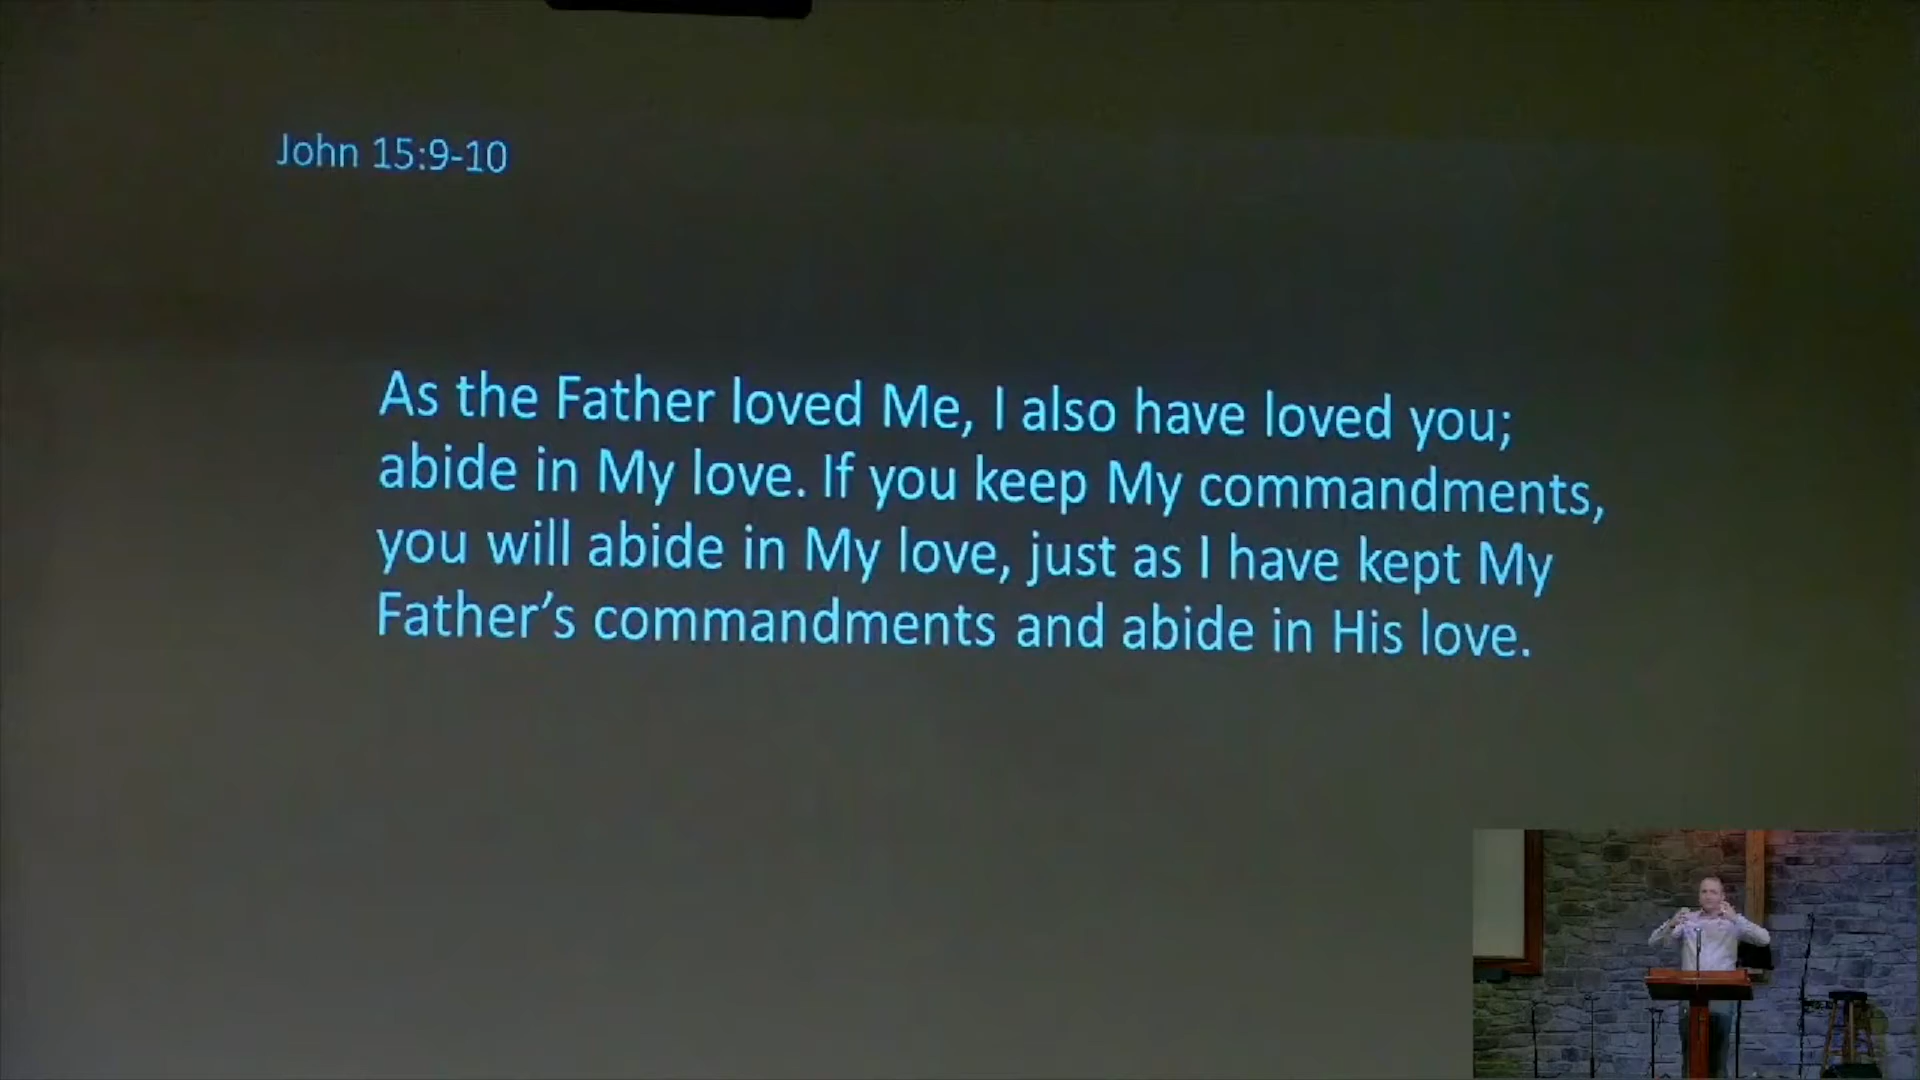 John 15:9-10
As the Father loved Me, I also have loved you;
abide in My love. If you keep My commandments,
you will abide in My love, just as I have kept My
Father’s commandments and abide in His love.